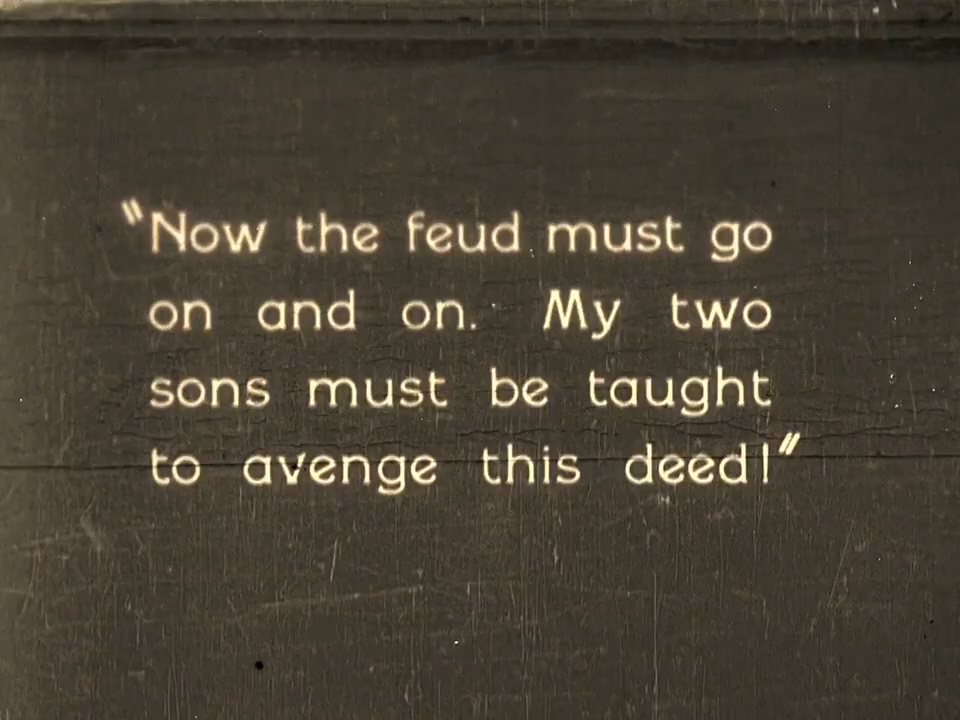 "Now the feud must go
on and on. My two
sons must be taught
to avenge this deed!"